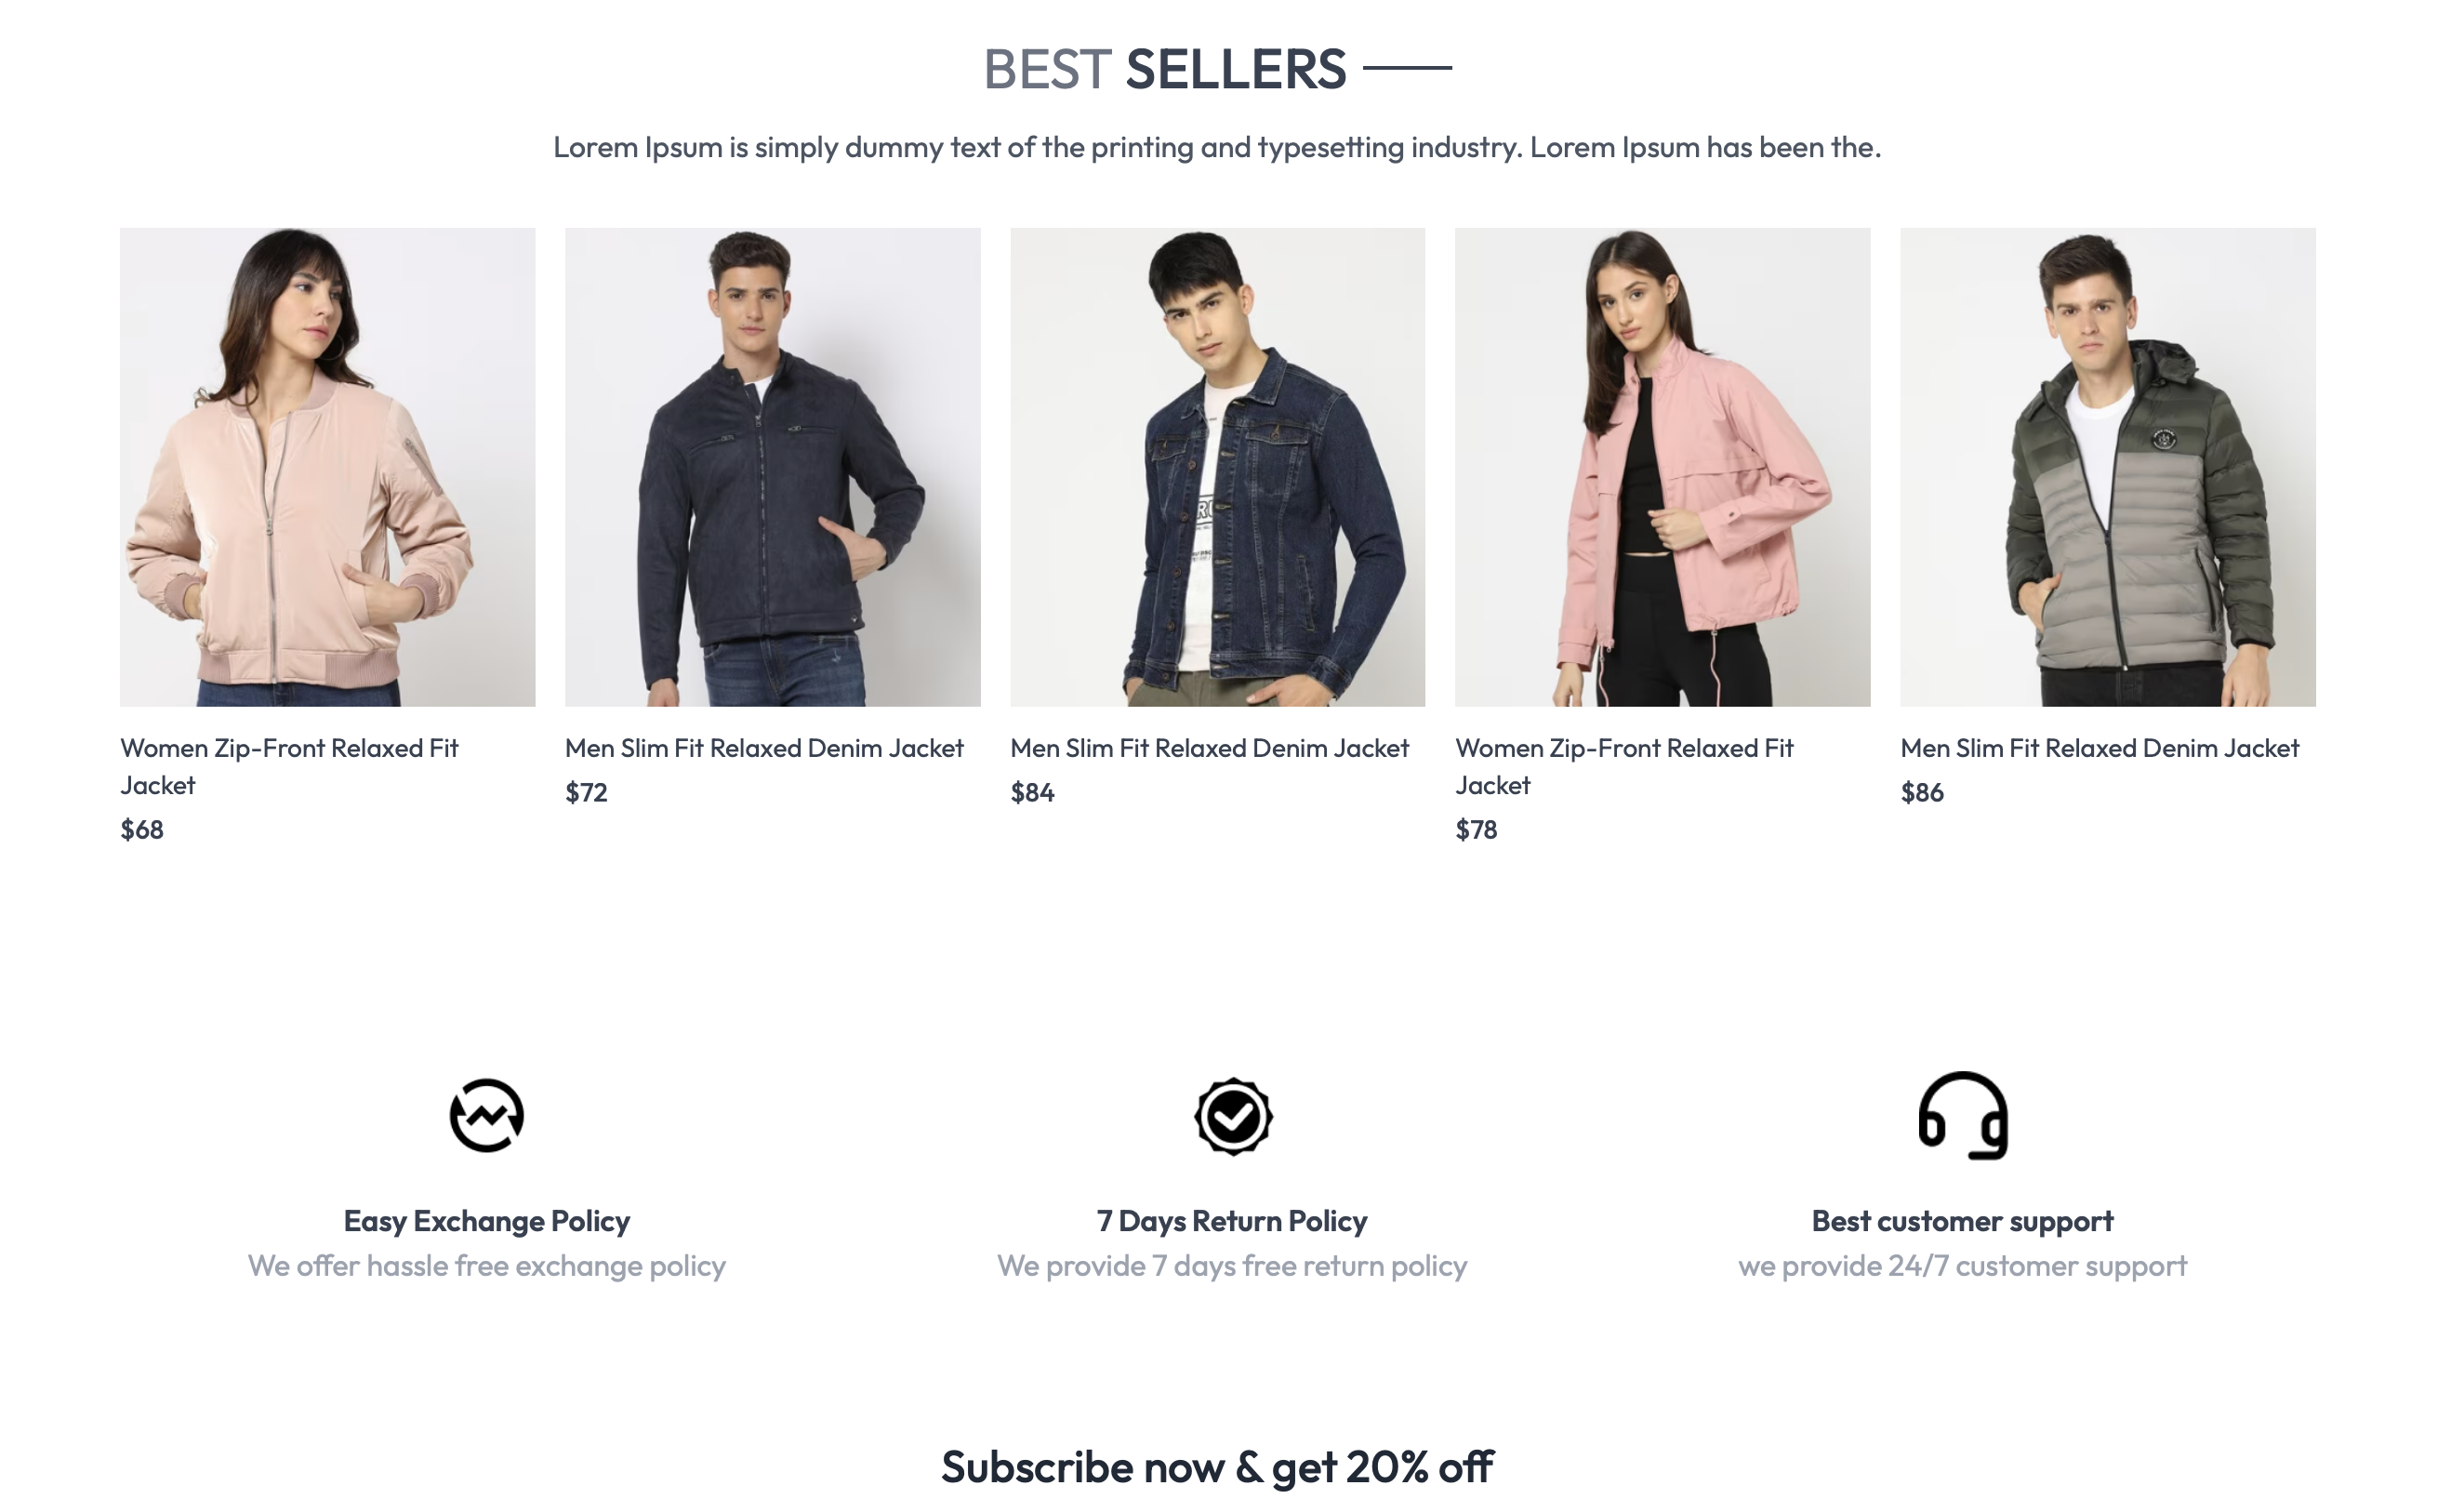 BEST SELLERS
Lorem Ipsum is simply dummy text of the printing and typesetting industry. Lorem Ipsum has been the.
Women Zip-Front Relaxed Fit
Jacket
$68
Men Slim Fit Relaxed Denim Jacket
$72
Men Slim Fit Relaxed Denim Jacket
$84
Women Zip-Front Relaxed Fit
Jacket
$78
Men Slim Fit Relaxed Denim Jacket
$86
Easy Exchange Policy
We offer hassle free exchange policy
7 Days Return Policy
We provide 7 days free return policy
Best customer support
we provide 24/7 customer support
Subscribe now & get 20% off